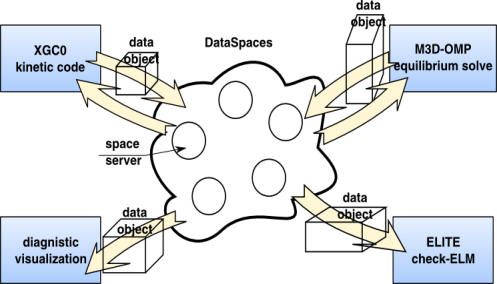 data
object
XGC0
kinetic code
data
object
DataSpaces
M3D-OMP
equilibrium solve
space
server
data
object
data
object
diagnostic
visualization
ELITE
check-ELM